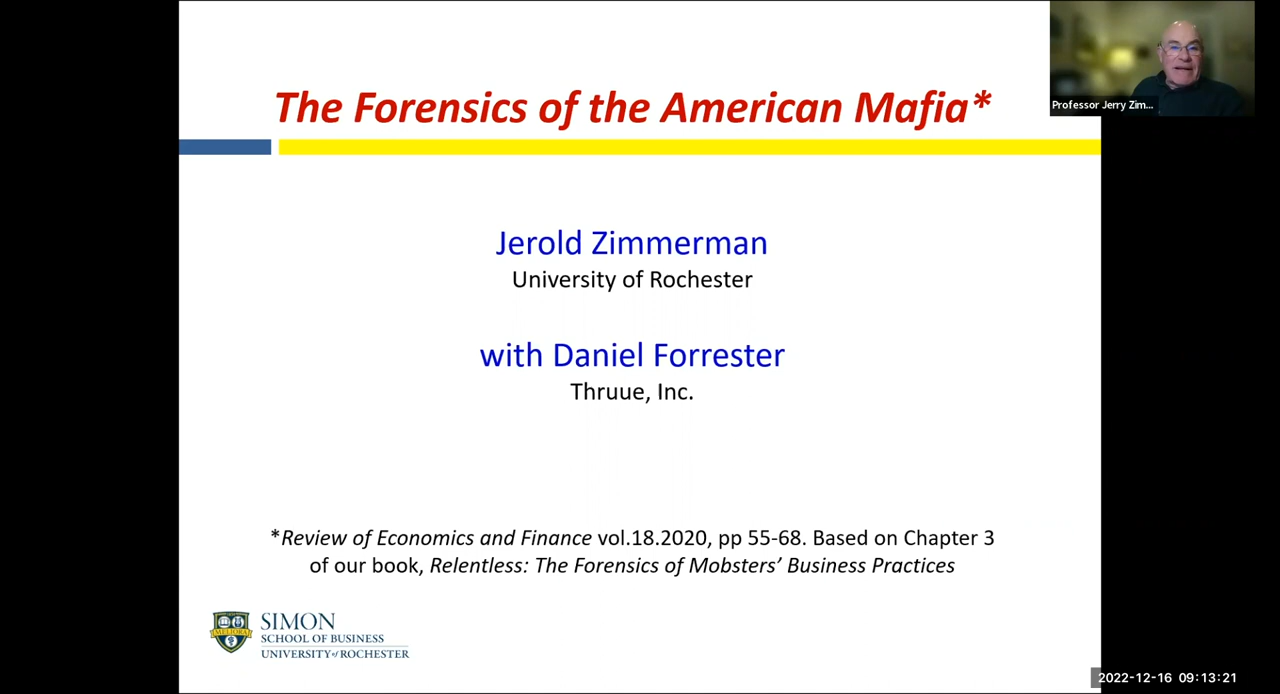 The Forensics of the American Mafia*
Professor Jerry Zim...
Jerold Zimmerman
University of Rochester
with Daniel Forrester
Thruue, Inc.
*Review of Economics and Finance vol.18.2020, pp 55-68. Based on Chapter 3
of our book, Relentless: The Forensics of Mobsters’ Business Practices
MELIORA
SIMON
SCHOOL OF BUSINESS
UNIVERSITY of ROCHESTER
2022-12-16 09:13:21